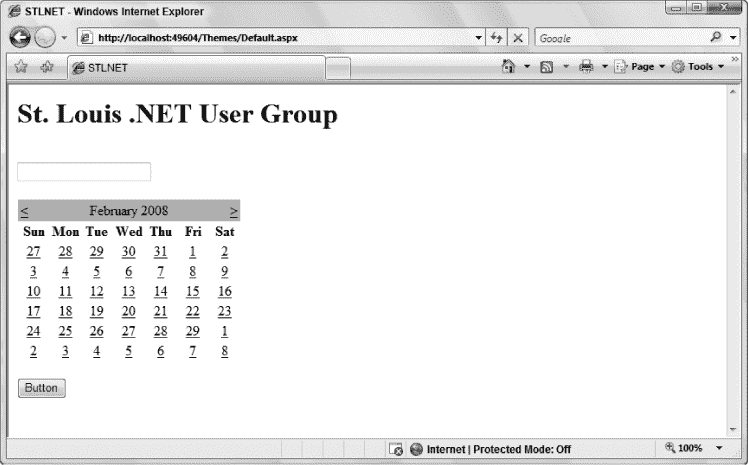 STLNET - Windows Internet Explorer
http://localhost:49604/Themes/Default.aspx
Google
STLNET
Page
Tools
St. Louis .NET User Group
< February 2008 >
Sun Mon Tue Wed Thu Fri Sat
27 28 29 30 31 1 2
3 4 5 6 7 8 9
10 11 12 13 14 15 16
17 18 19 20 21 22 23
24 25 26 27 28 29 1
2 3 4 5 6 7 8
Button
Internet | Protected Mode: Off
100%